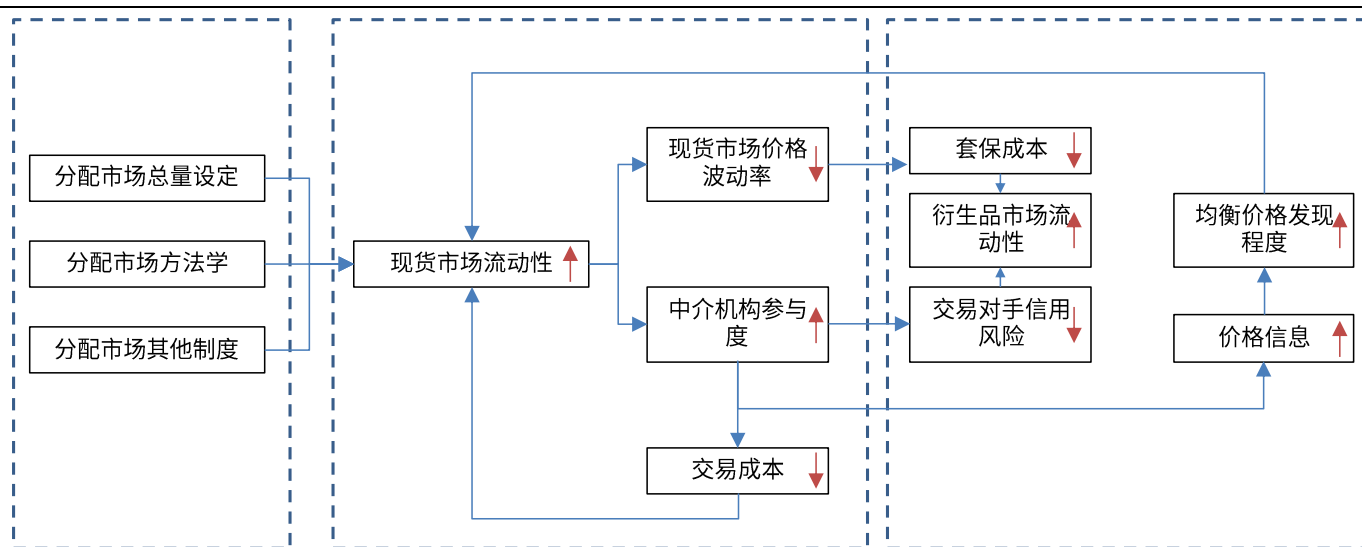 分配市场总量设定
分配市场方法学
分配市场其他制度
现货市场流动性
现货市场价格
波动率
中介机构参与
度
交易成本
套保成本
衍生品市场流
动性
交易对手信用
风险
均衡价格发现
程度
价格信息